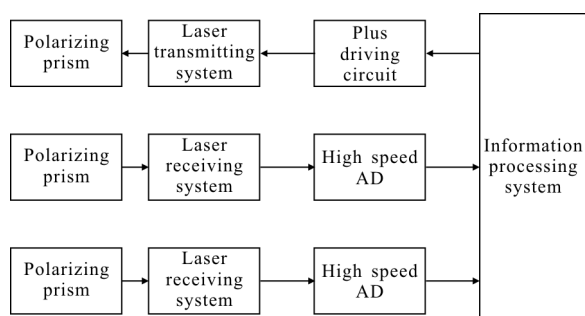 Polarizing
prism
Laser
transmitting
system
Plus
driving
circuit
Polarizing
prism
Laser
receiving
system
High speed
AD
Information
processing
system
Polarizing
prism
Laser
receiving
system
High speed
AD